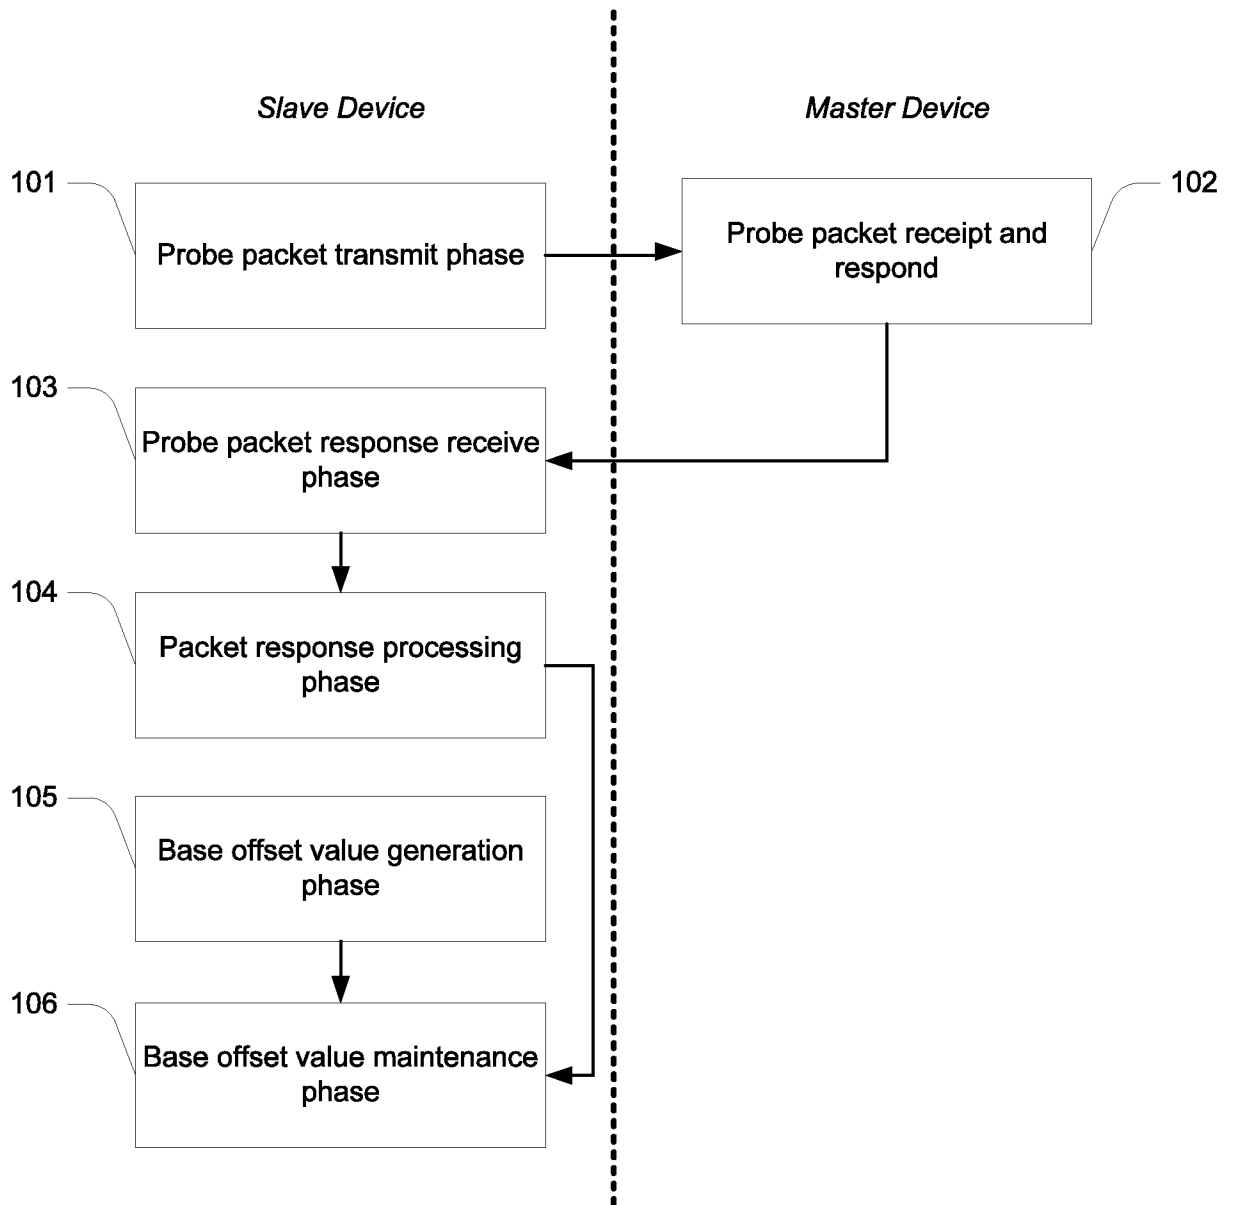 Slave Device
Master Device
101
Probe packet transmit phase
102
Probe packet receipt and
respond
103
Probe packet response receive
phase
104
Packet response processing
phase
105
Base offset value generation
phase
106
Base offset value maintenance
phase